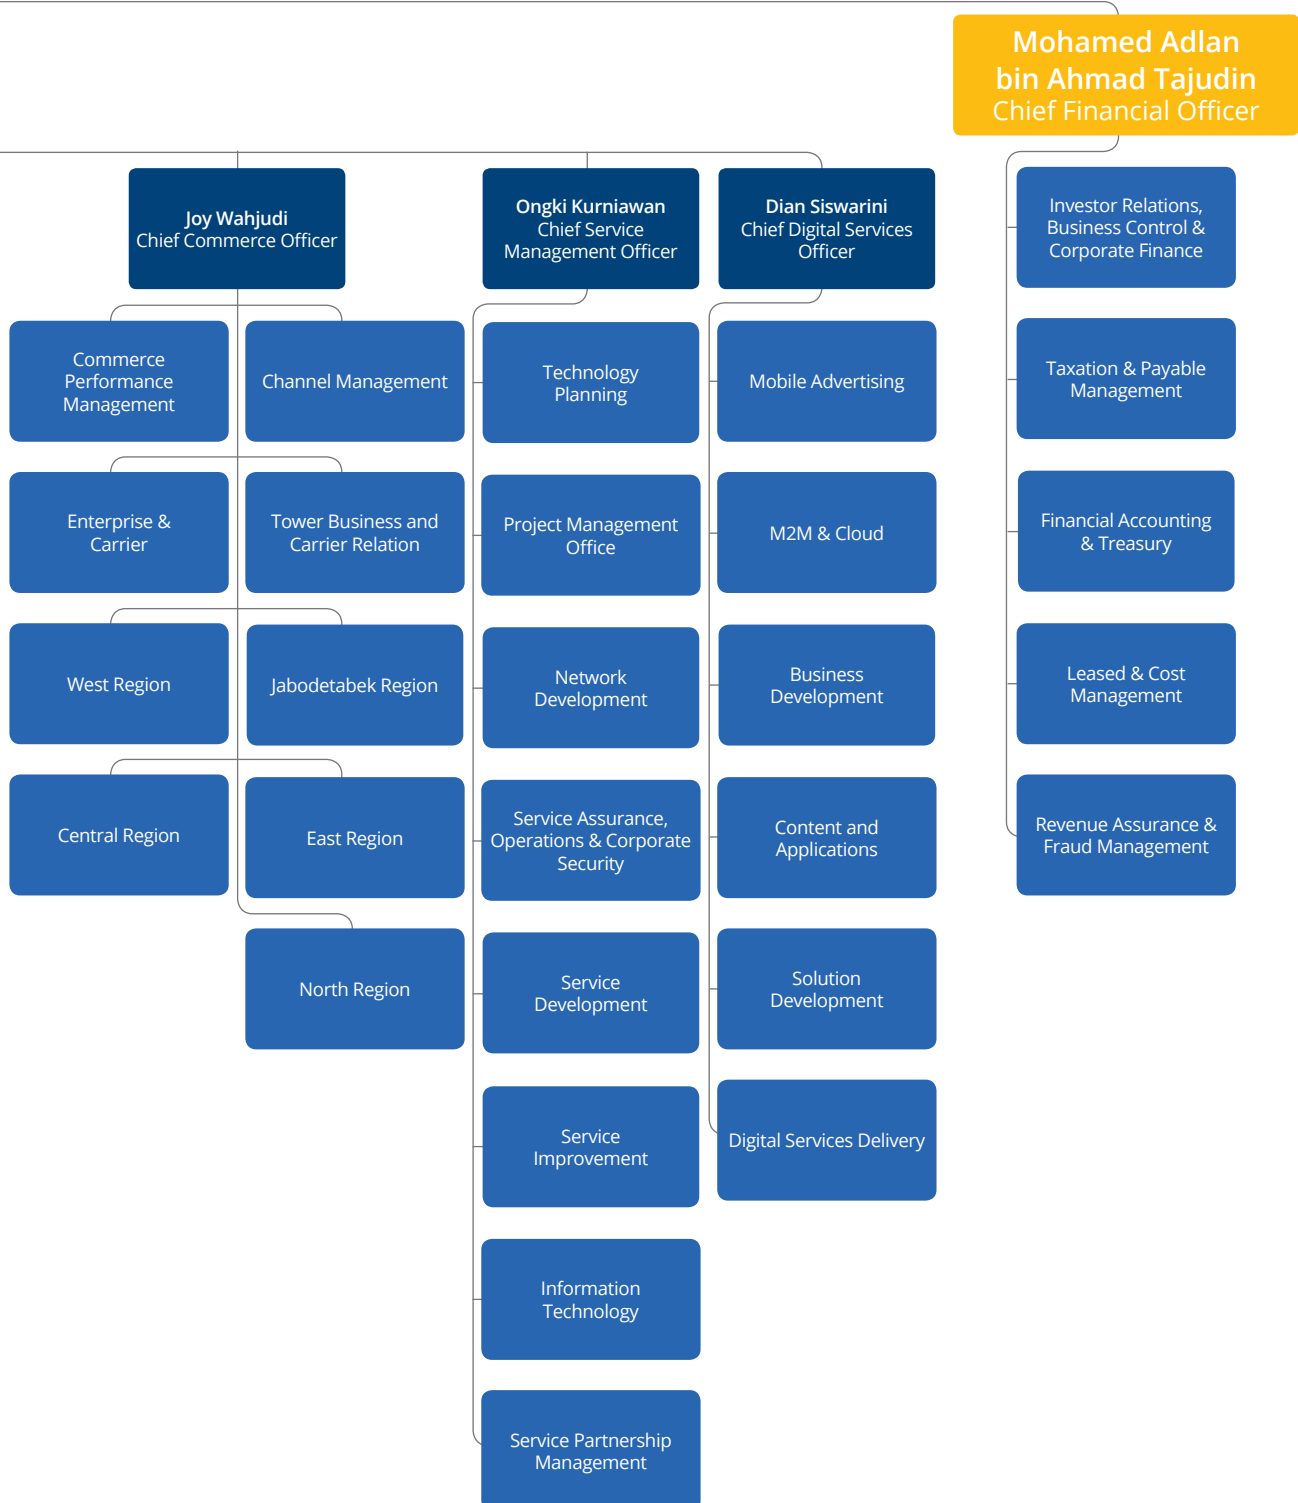 Mohamed Adlan
bin Ahmad Tajudin
Chief Financial Officer
Joy Wahjudi
Chief Commerce Officer
Ongki Kurniawan
Chief Service
Management Officer
Dian Siswarini
Chief Digital Services
Officer
Investor Relations,
Business Control &
Corporate Finance
Commerce
Performance
Management
Channel Management
Technology
Planning
Mobile Advertising
Taxation & Payable
Management
Enterprise &
Carrier
Tower Business and
Carrier Relation
Project Management
Office
M2M & Cloud
Financial Accounting
& Treasury
West Region
Jabodetabek Region
Network
Development
Business
Development
Leased & Cost
Management
Central Region
East Region
Service Assurance,
Operations & Corporate
Security
Content and
Applications
Revenue Assurance &
Fraud Management
North Region
Service
Development
Solution
Development
Service
Improvement
Digital Services Delivery
Information
Technology
Service Partnership
Management